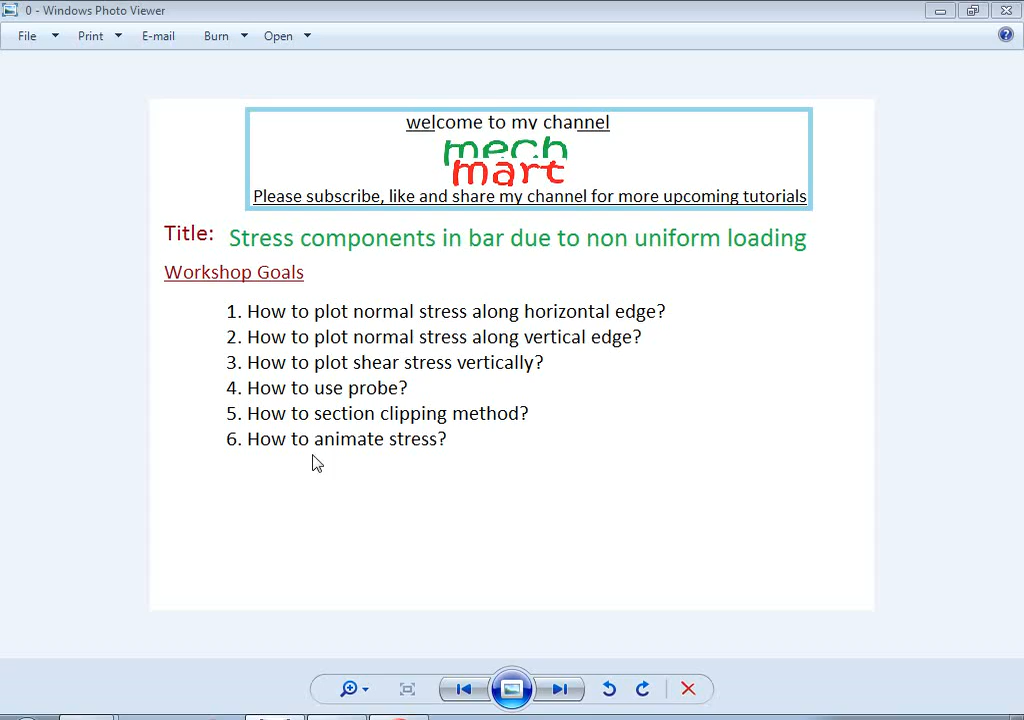 0 - Windows Photo Viewer
File Print E-mail Burn Open
welcome to my channel
mech
mart
Please subscribe, like and share my channel for more upcoming tutorials
Title: Stress components in bar due to non uniform loading
Workshop Goals
1. How to plot normal stress along horizontal edge?
2. How to plot normal stress along vertical edge?
3. How to plot shear stress vertically?
4. How to use probe?
5. How to section clipping method?
6. How to animate stress?